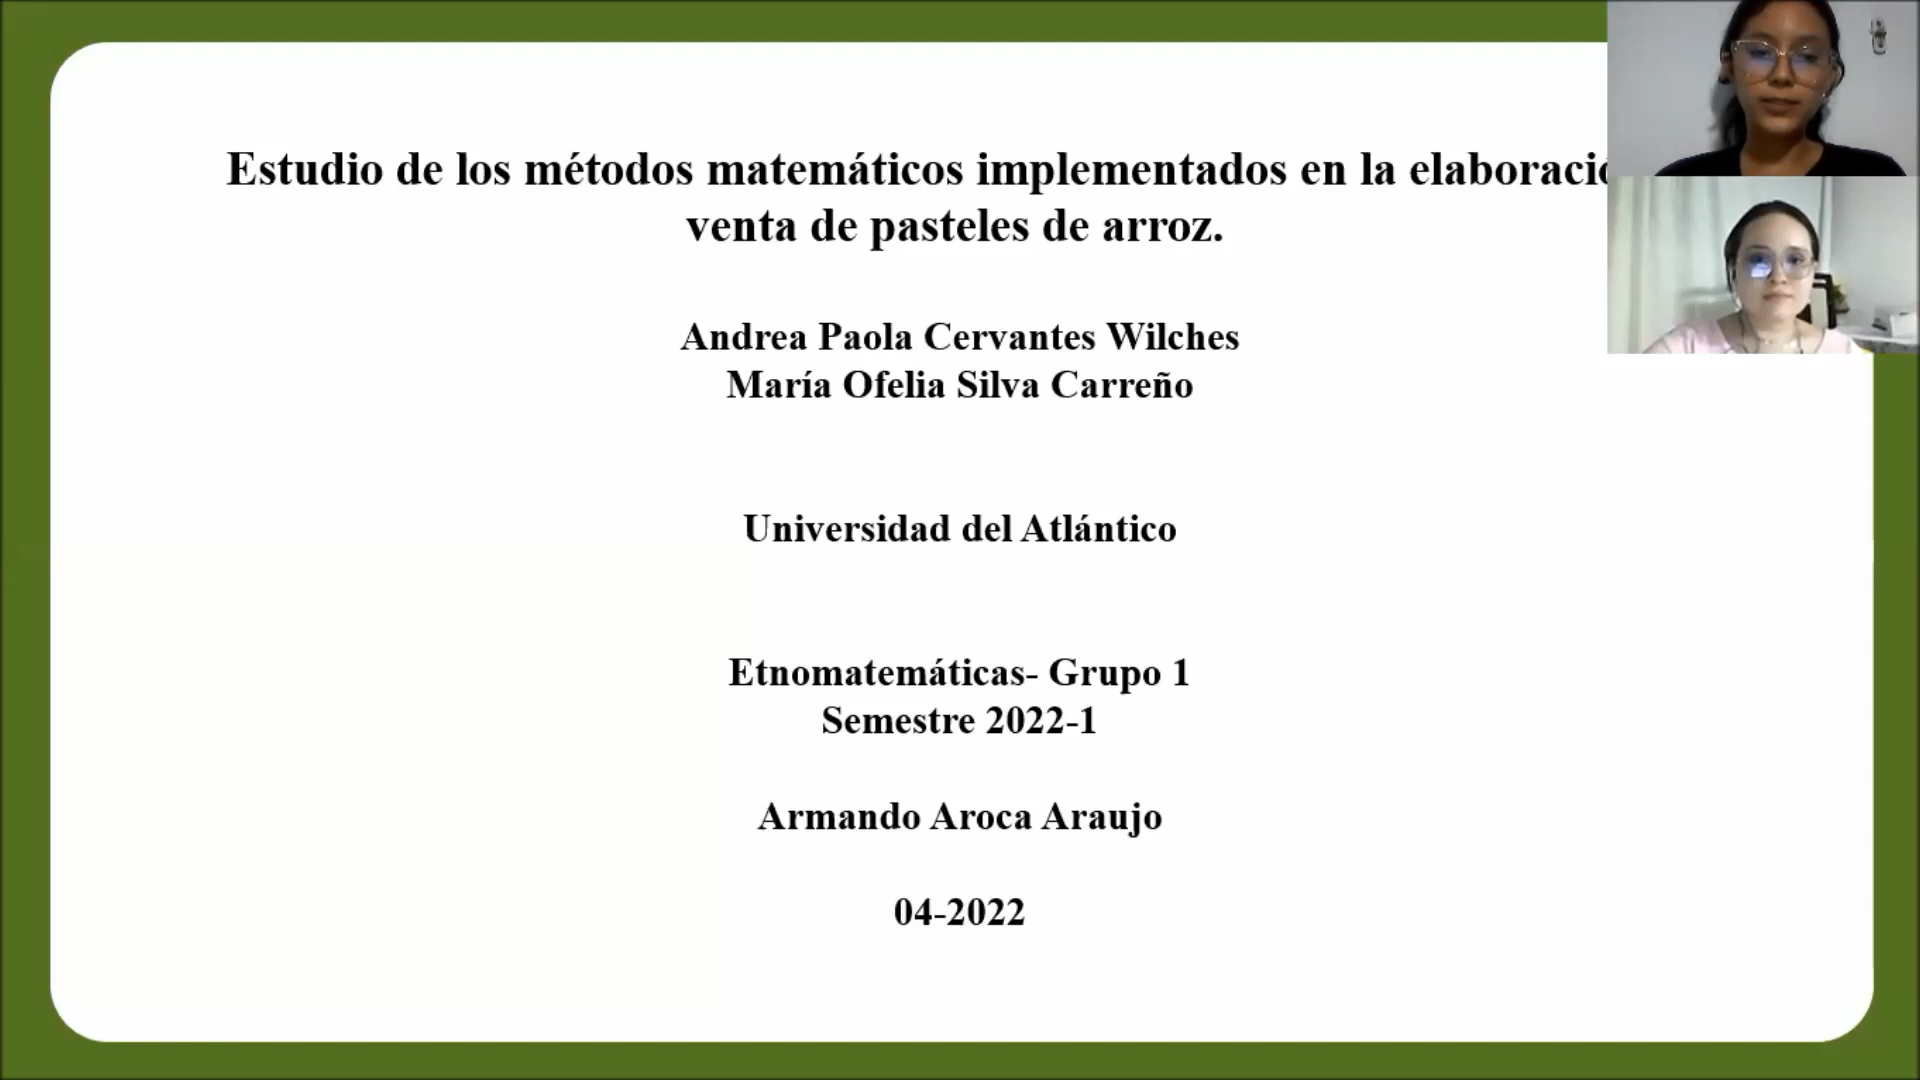 Estudio de los métodos matemáticos implementados en la
venta de pasteles de arroz.
Andrea Paola Cervantes Wilches
María Ofelia Silva Carreño
Universidad del Atlántico
Etnomatemáticas- Grupo 1
Semestre 2022-1
Armando Aroca Araujo
04-2022